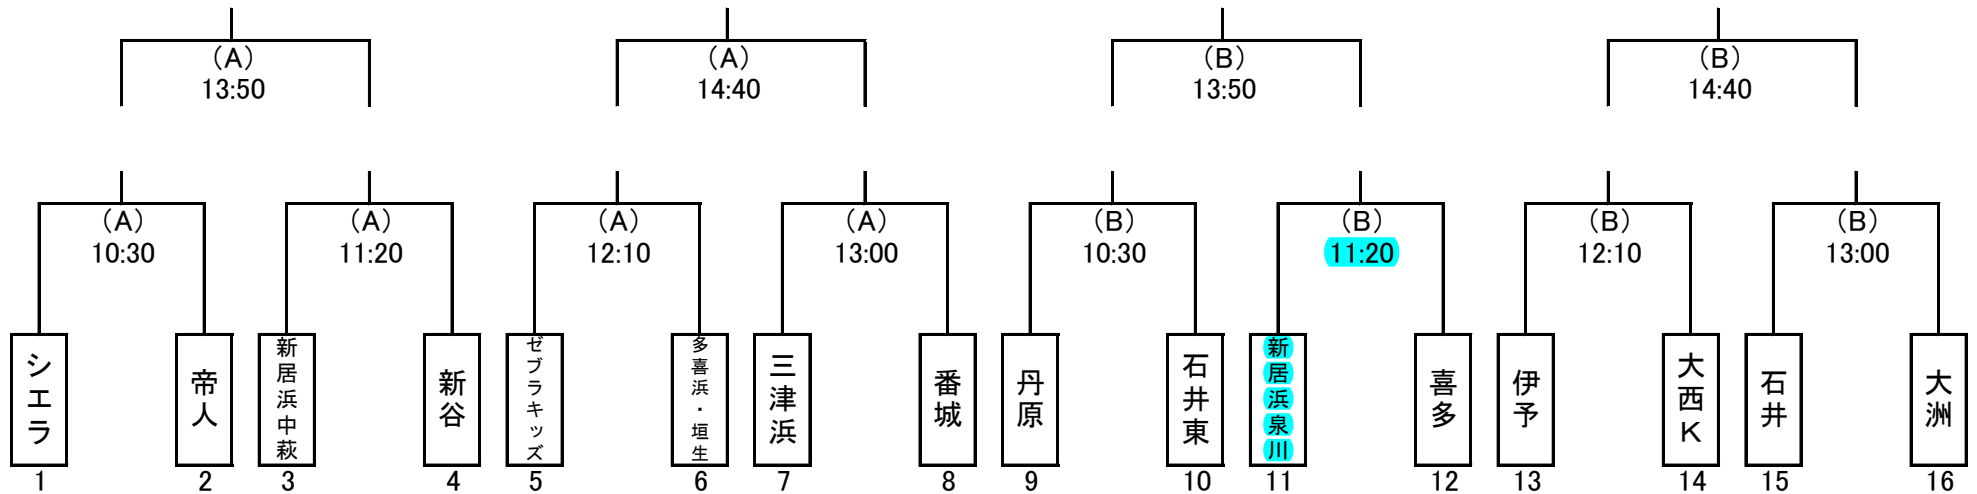 (A) (A) (B) (B)
13:50 14:40 13:50 14:40
(A) (A) (A) (A) (B) (B) (B) (B)
10:30 11:20 12:10 13:00 10:30 11:20 12:10 13:00
シエラ
帝人
新居浜中萩
新谷
ゼブラキッズ
多喜浜・垣生
三津浜
番城
丹原
石井東
新居浜泉川
喜多
伊予
大西K
石井
大洲
1 2 3 4 5 6 7 8 9 10 11 12 13 14 15 16